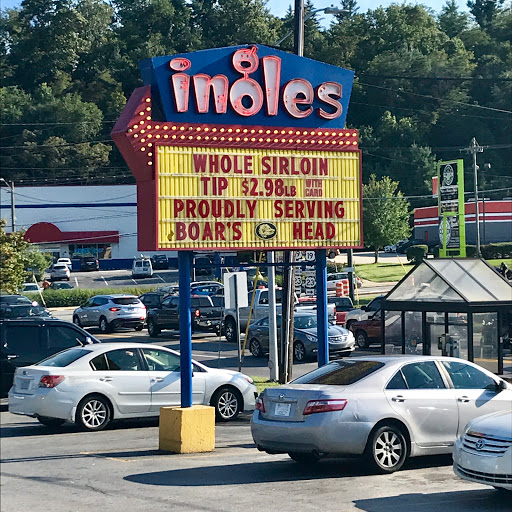 ingles
WHOLE SIRLOIN
TIP $2.98LB WITH CARD
PROUDLY SERVING
BOAR'S HEAD